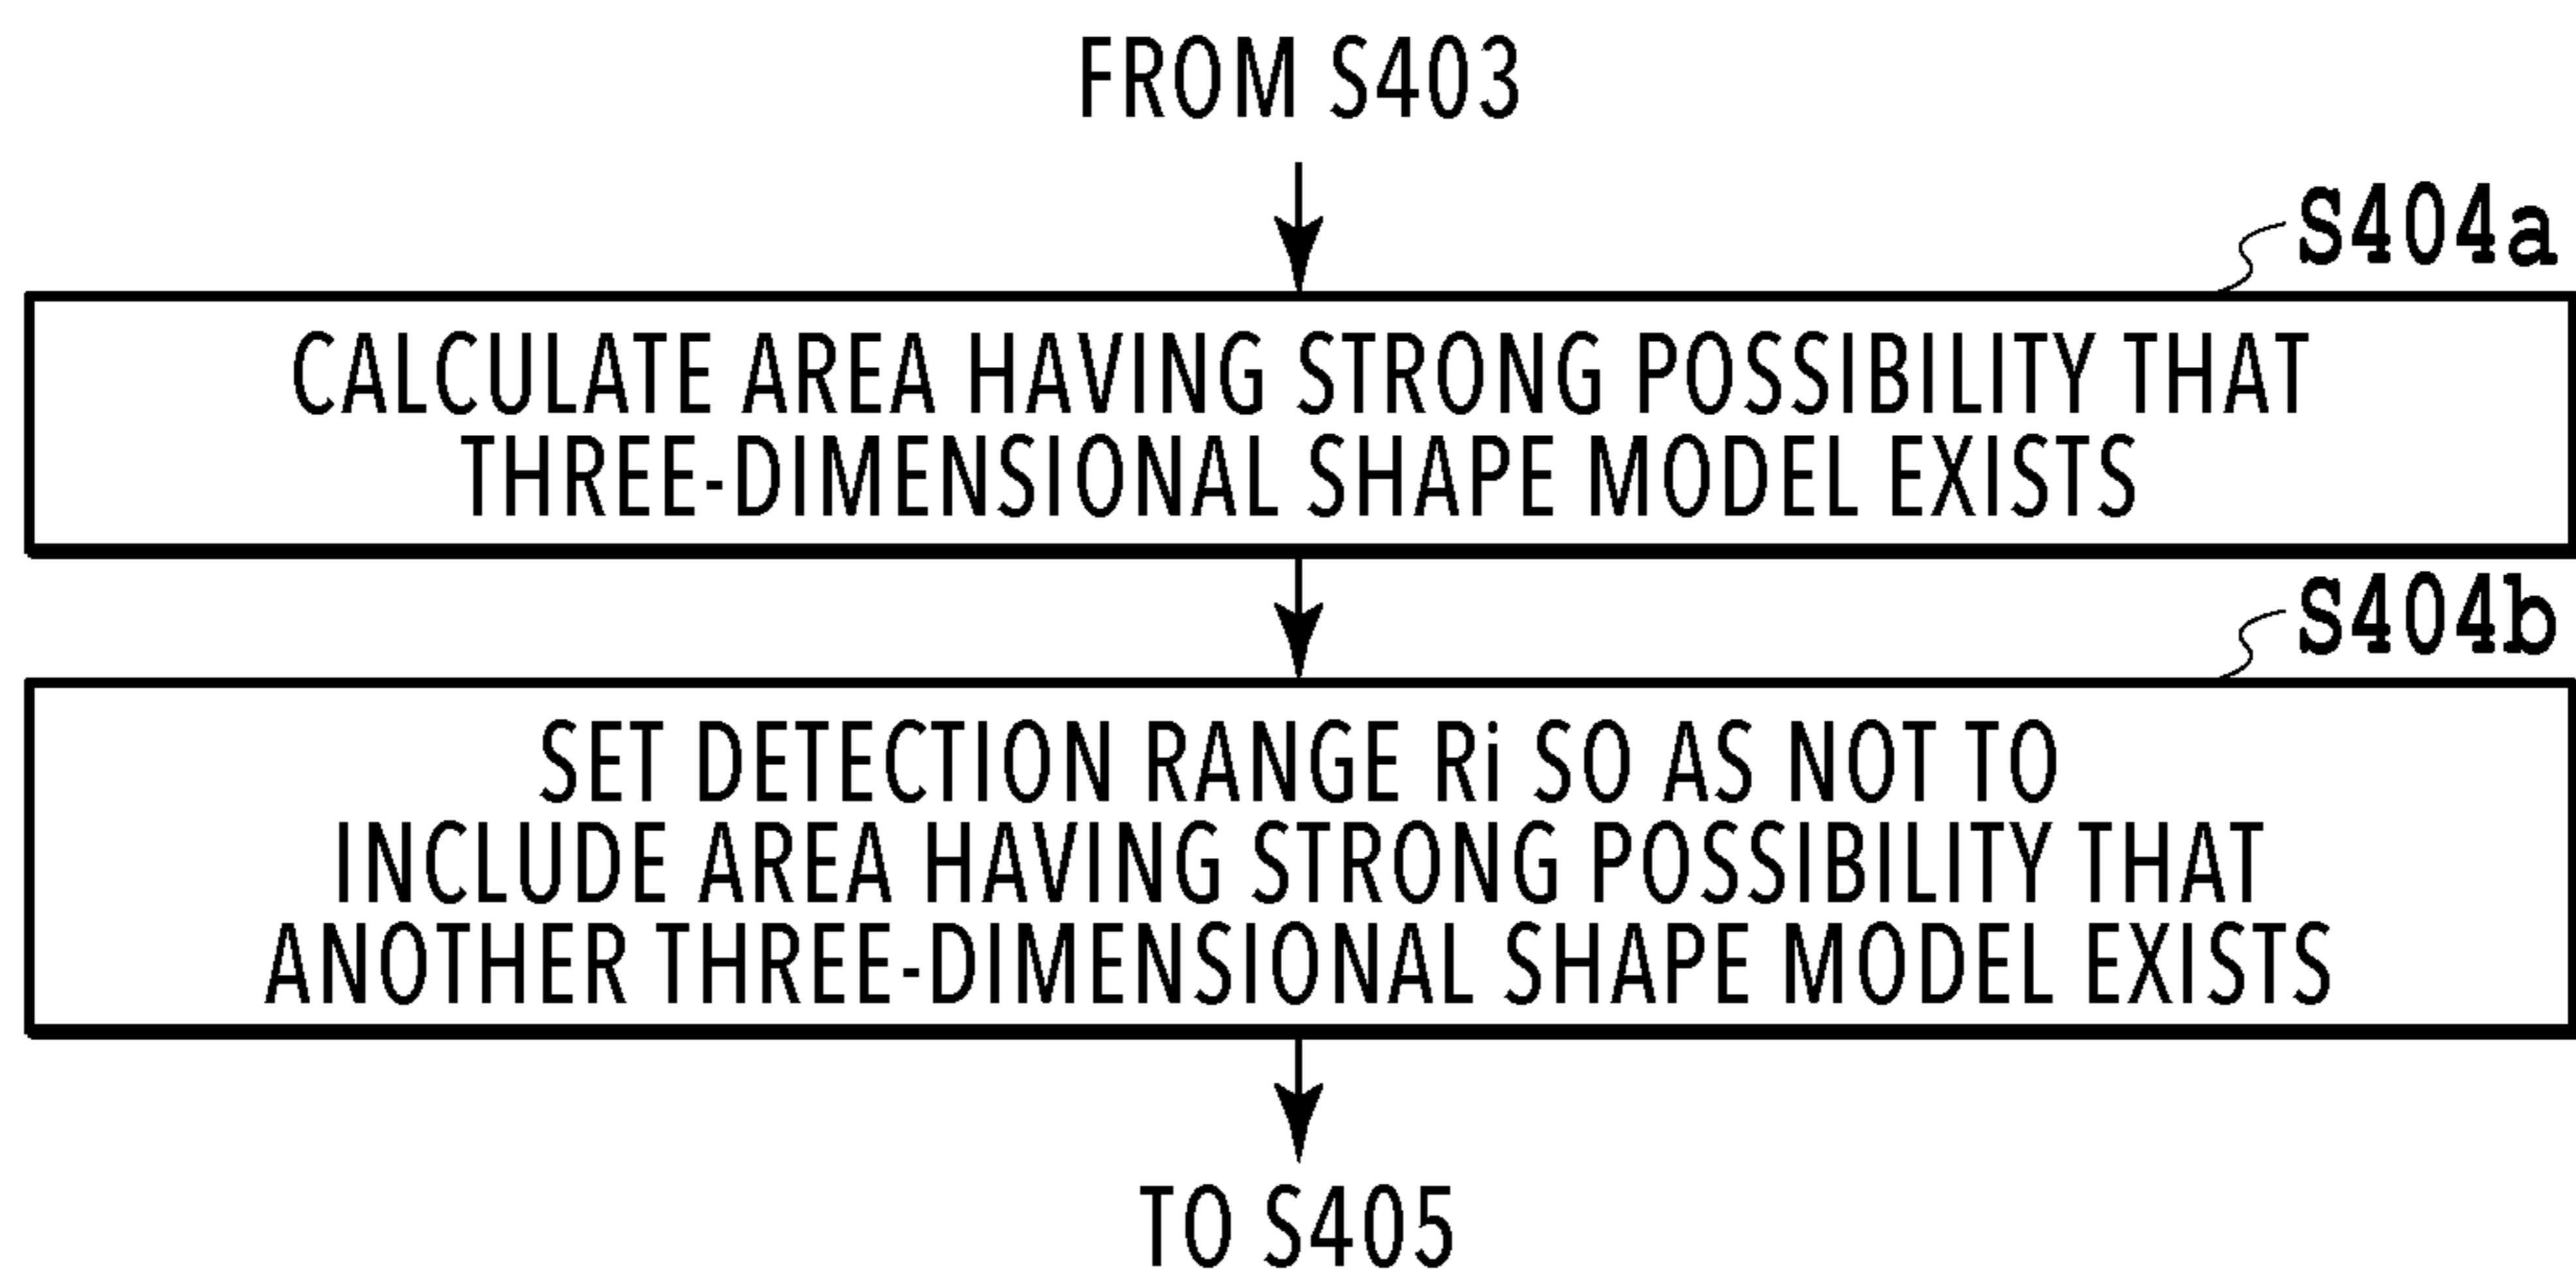 FROM S403
S404a
CALCULATE AREA HAVING STRONG POSSIBILITY THAT
THREE-DIMENSIONAL SHAPE MODEL EXISTS
S404b
SET DETECTION RANGE Ri SO AS NOT TO
INCLUDE AREA HAVING STRONG POSSIBILITY THAT
ANOTHER THREE-DIMENSIONAL SHAPE MODEL EXISTS
TO S405